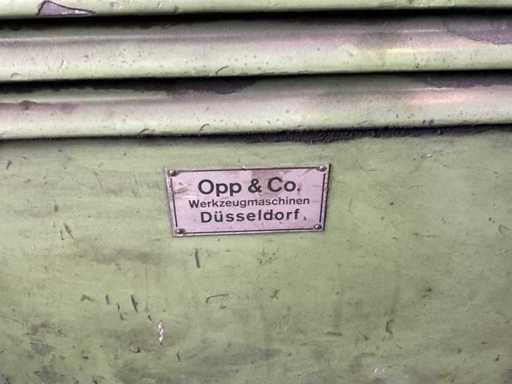 Opp & Co.
Werkzeugmaschinen
Düsseldorf